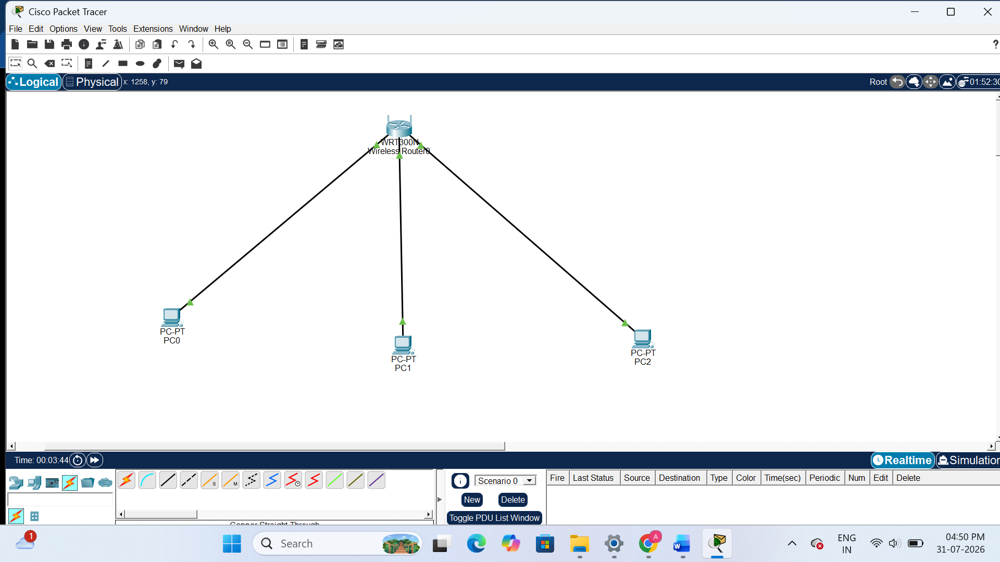 Cisco Packet Tracer
File Edit Options View Tools Extensions Window Help
?
Logical Physical x: 1258, y: 79 Root 01:52:30
WRT300N
Wireless Router0
PC-PT
PC0
PC-PT
PC1
PC-PT
PC2
Time: 00:03:44 Realtime Simulation
S M
Scenario 0
New Delete
Toggle PDU List Window
Fire Last Status Source Destination Type Color Time(sec) Periodic Num Edit Delete
Copper Straight-Through
1
Search
A
W
ENG
IN
04:50 PM
31-07-2026